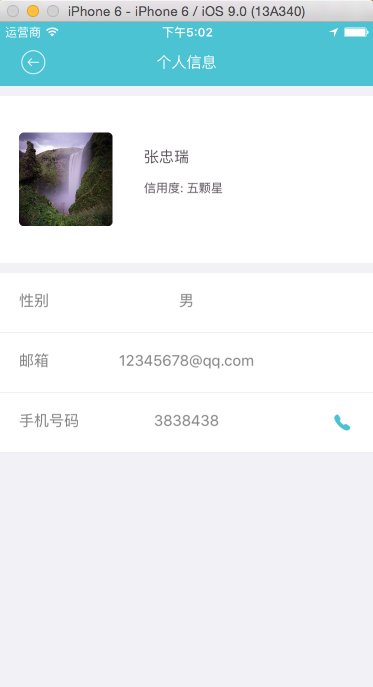 iPhone 6 - iPhone 6 / iOS 9.0 (13A340)
运营商 下午5:02
个人信息
张忠瑞
信用度: 五颗星
性别 男
邮箱 12345678@qq.com
手机号码 3838438